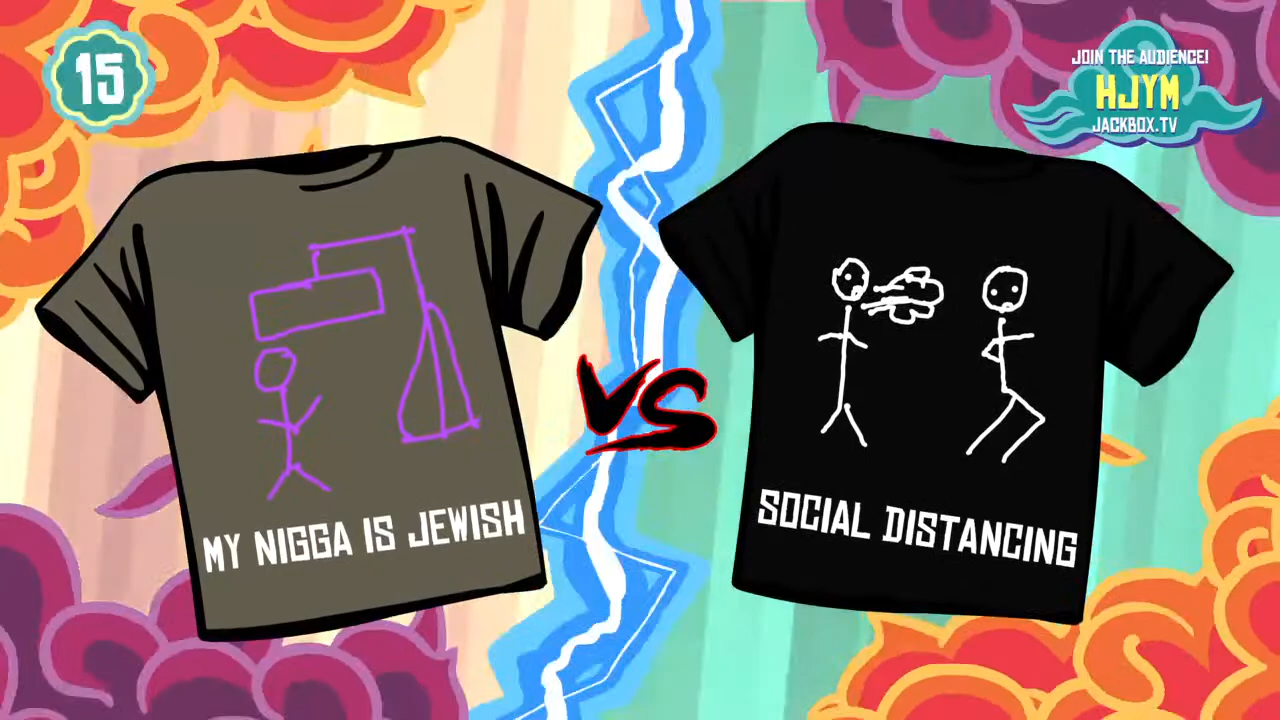 15
JOIN THE AUDIENCE!
HJYM
JACKBOX.TV
VS
MY NIGGA IS JEWISH
SOCIAL DISTANCING